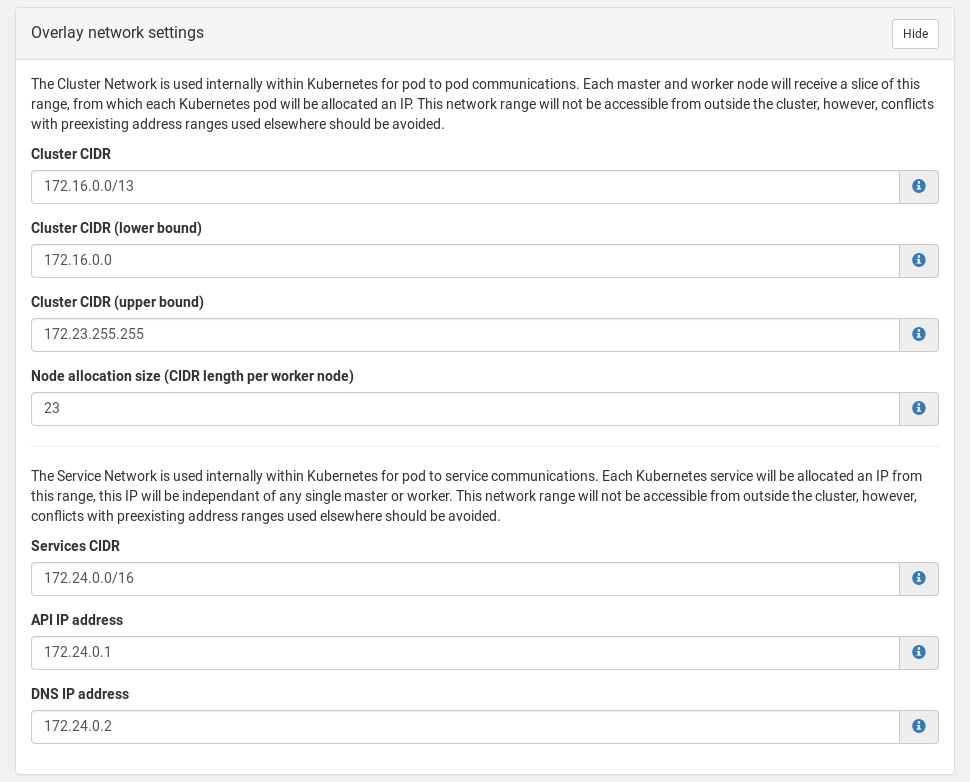 Overlay network settings
Hide
The Cluster Network is used internally within Kubernetes for pod to pod communications. Each master and worker node will receive a slice of this
range, from which each Kubernetes pod will be allocated an IP. This network range will not be accessible from outside the cluster, however, conflicts
with preexisting address ranges used elsewhere should be avoided.
Cluster CIDR
172.16.0.0/13
Cluster CIDR (lower bound)
172.16.0.0
Cluster CIDR (upper bound)
172.23.255.255
Node allocation size (CIDR length per worker node)
23
The Service Network is used internally within Kubernetes for pod to service communications. Each Kubernetes service will be allocated an IP from
this range, this IP will be independant of any single master or worker. This network range will not be accessible from outside the cluster, however,
conflicts with preexisting address ranges used elsewhere should be avoided.
Services CIDR
172.24.0.0/16
API IP address
172.24.0.1
DNS IP address
172.24.0.2